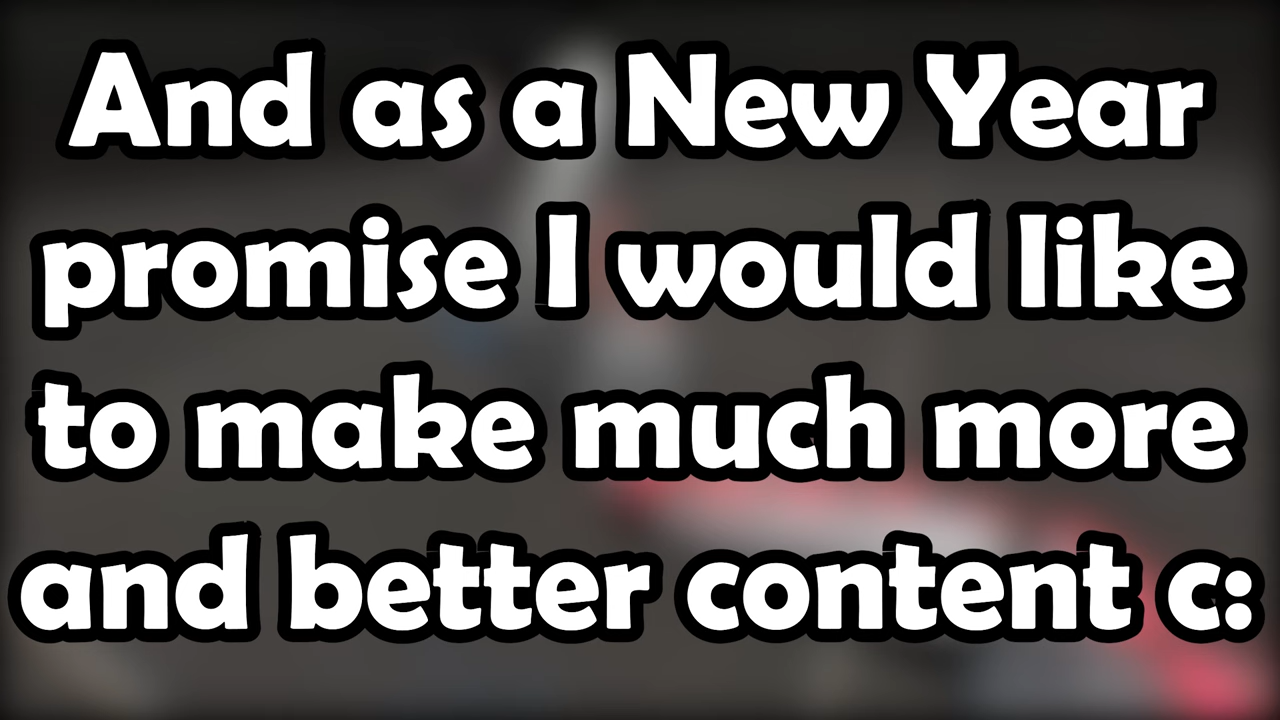 And as a New Year
promise I would like
to make much more
and better content c: